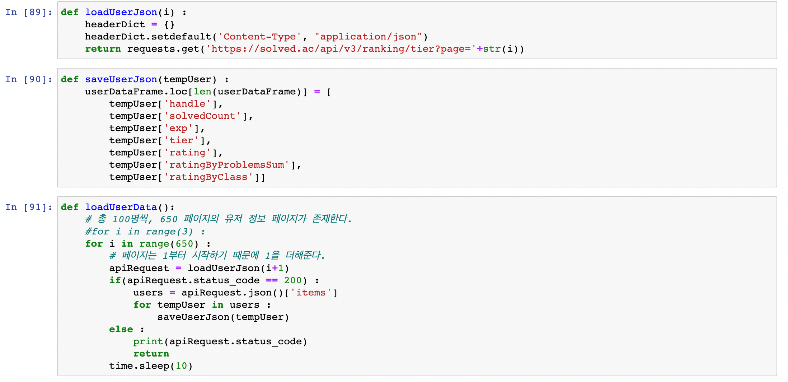 In [89]: def loadUserJson(i) :
    headerDict = {}
    headerDict.setdefault('Content-Type', "application/json")
    return requests.get('https://solved.ac/api/v3/ranking/tier?page='+str(i))
In [90]: def saveUserJson(tempUser) :
    userDataFrame.loc[len(userDataFrame)] = [
        tempUser['handle'],
        tempUser['solvedCount'],
        tempUser['exp'],
        tempUser['tier'],
        tempUser['rating'],
        tempUser['ratingByProblemsSum'],
        tempUser['ratingByClass']]
In [91]: def loadUserData():
    # 총 100명씩, 650 페이지의 유저 정보 페이지가 존재한다.
    #for i in range(3) :
    for i in range(650) :
        # 페이지는 1부터 시작하기 때문에 1을 더해준다.
        apiRequest = loadUserJson(i+1)
        if(apiRequest.status_code == 200) :
            users = apiRequest.json()['items']
            for tempUser in users :
                saveUserJson(tempUser)
        else :
            print(apiRequest.status_code)
            return
        time.sleep(10)